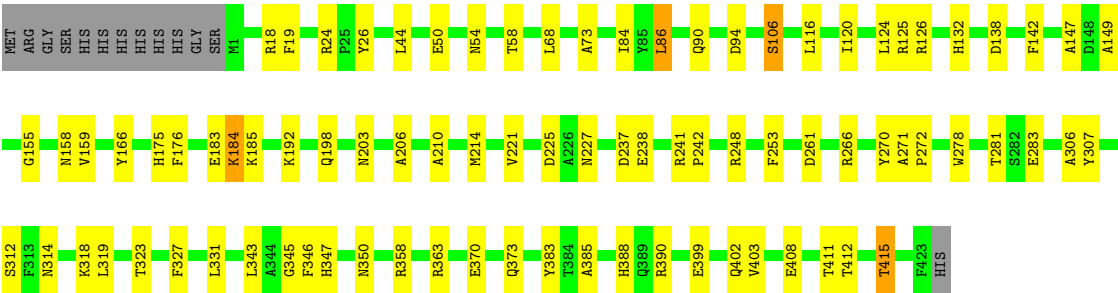 MET ARG GLY SER HIS HIS HIS HIS HIS HIS GLY SER M1 R18 F19 R24 P25 Y26 L44 E50 N54 T58 L68 A73 I84 Y85 L86 Q90 D94 S106 L116 I120 L124 R125 R126 H132 D138 F142 A147 D148 A149
G155 N158 V159 Y166 H175 F176 E183 K184 K185 K192 Q198 N203 A206 A210 M214 V221 D225 A226 N227 D237 E238 R241 P242 R248 F253 D261 R266 Y270 A271 P272 W278 T281 S282 E283 A306 Y307
S312 F313 N314 K318 L319 T323 F327 L331 L343 A344 G345 F346 H347 N350 R358 R363 E370 Q373 Y383 T384 A385 H388 Q389 R390 E399 Q402 V403 E408 T411 T412 T415 F423 HIS